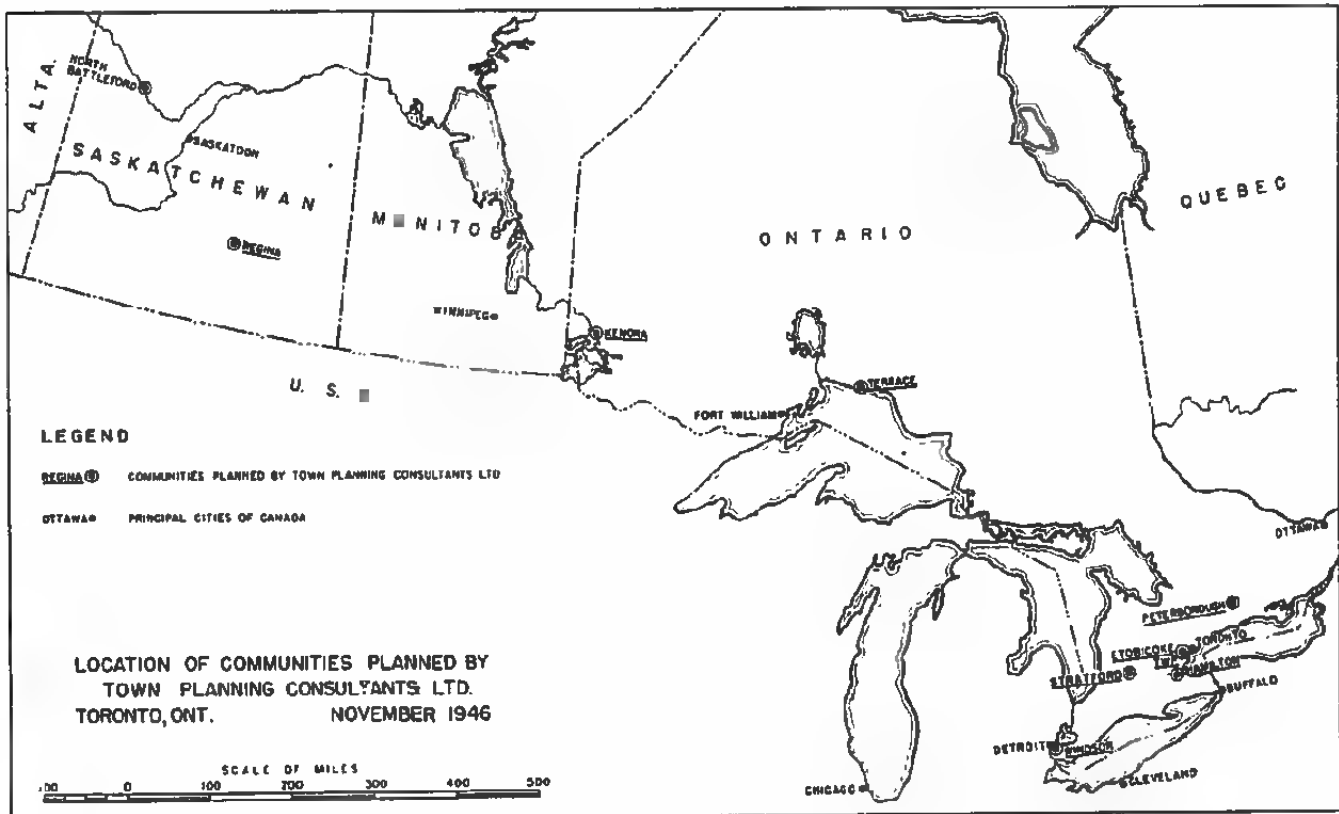 ALTA.
NORTH
BATTLEFORD
SASKATOON
SASKATCHEWAN
REGINA
MANITOBA
WINNIPEG
ONTARIO
QUEBEC
KENORA
TERRACE
FORT WILLIAM
U. S.
LEGEND
REGINA COMMUNITIES PLANNED BY TOWN PLANNING CONSULTANTS LTD
OTTAWA PRINCIPAL CITIES OF CANADA
OTTAWA
PETERBOROUGH
ETOBICOKE TORONTO
HAMILTON
STRATFORD
BUFFALO
DETROIT WINDSOR
CLEVELAND
CHICAGO
LOCATION OF COMMUNITIES PLANNED BY
TOWN PLANNING CONSULTANTS LTD.
TORONTO, ONT. NOVEMBER 1946
SCALE OF MILES
100 0 100 200 300 400 500